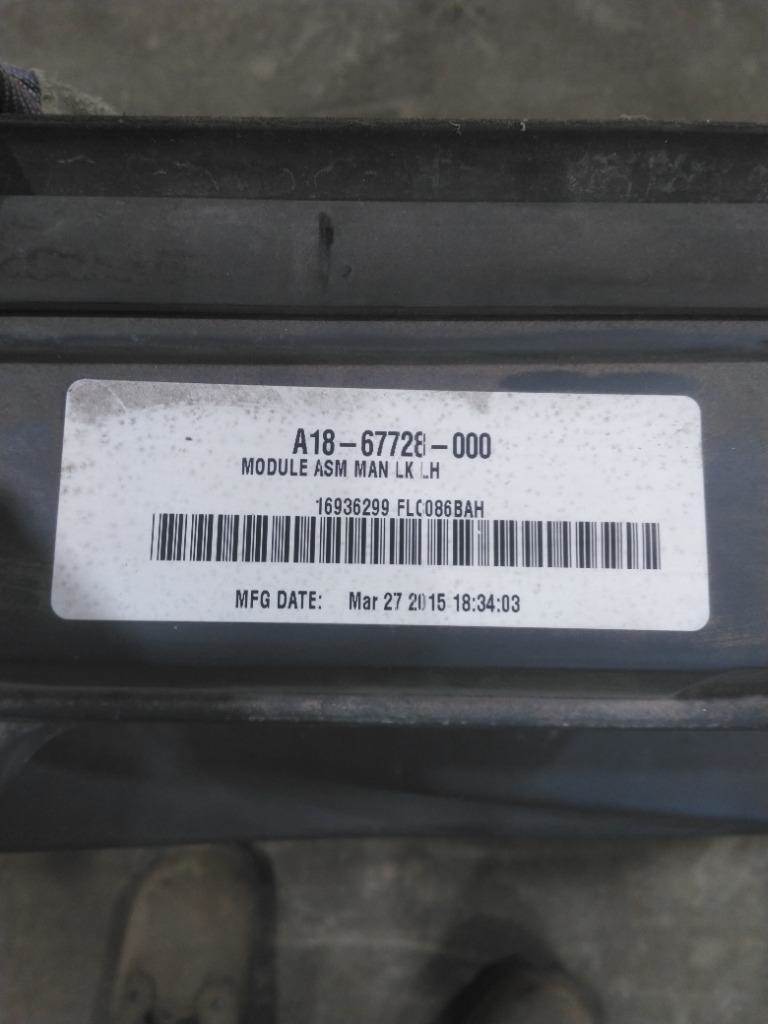 A18-67728-000
MODULE ASM MAN LK LH
16936299 FLC086BAH
MFG DATE: Mar 27 2015 18:34:03